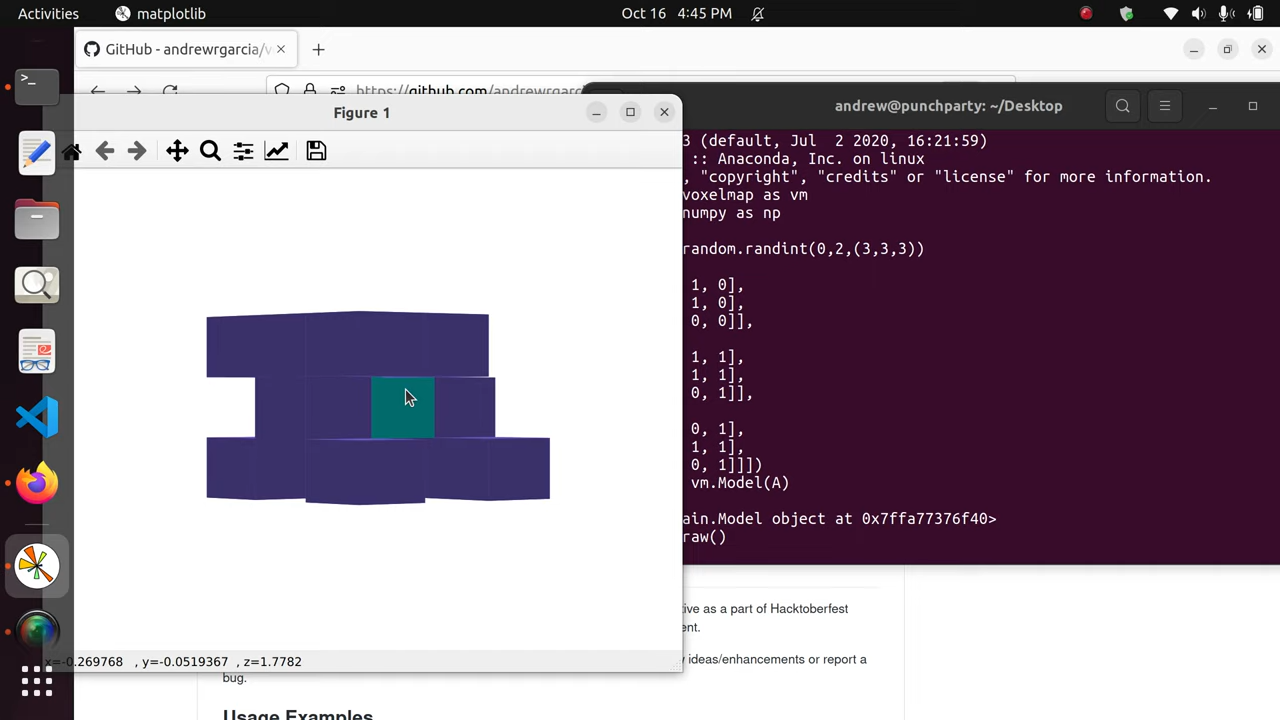 Activities
matplotlib
Oct 16 4:45 PM
GitHub - andrewrgarcia/v
https://github.com/andrewrgarc
Figure 1
andrew@punchparty: ~/Desktop
3 (default, Jul 2 2020, 16:21:59)
:: Anaconda, Inc. on linux
, "copyright", "credits" or "license" for more information.
voxelmap as vm
numpy as np
random.randint(0,2,(3,3,3))
1, 0],
1, 0],
0, 0]],
1, 1],
1, 1],
0, 1]],
0, 1],
1, 1],
0, 1]]])
vm.Model(A)
ain.Model object at 0x7ffa77376f40>
raw()
x=-0.269768 , y=-0.0519367 , z=1.7782
tive as a part of Hacktoberfest
ent.
y ideas/enhancements or report a
bug.
Usage Examples